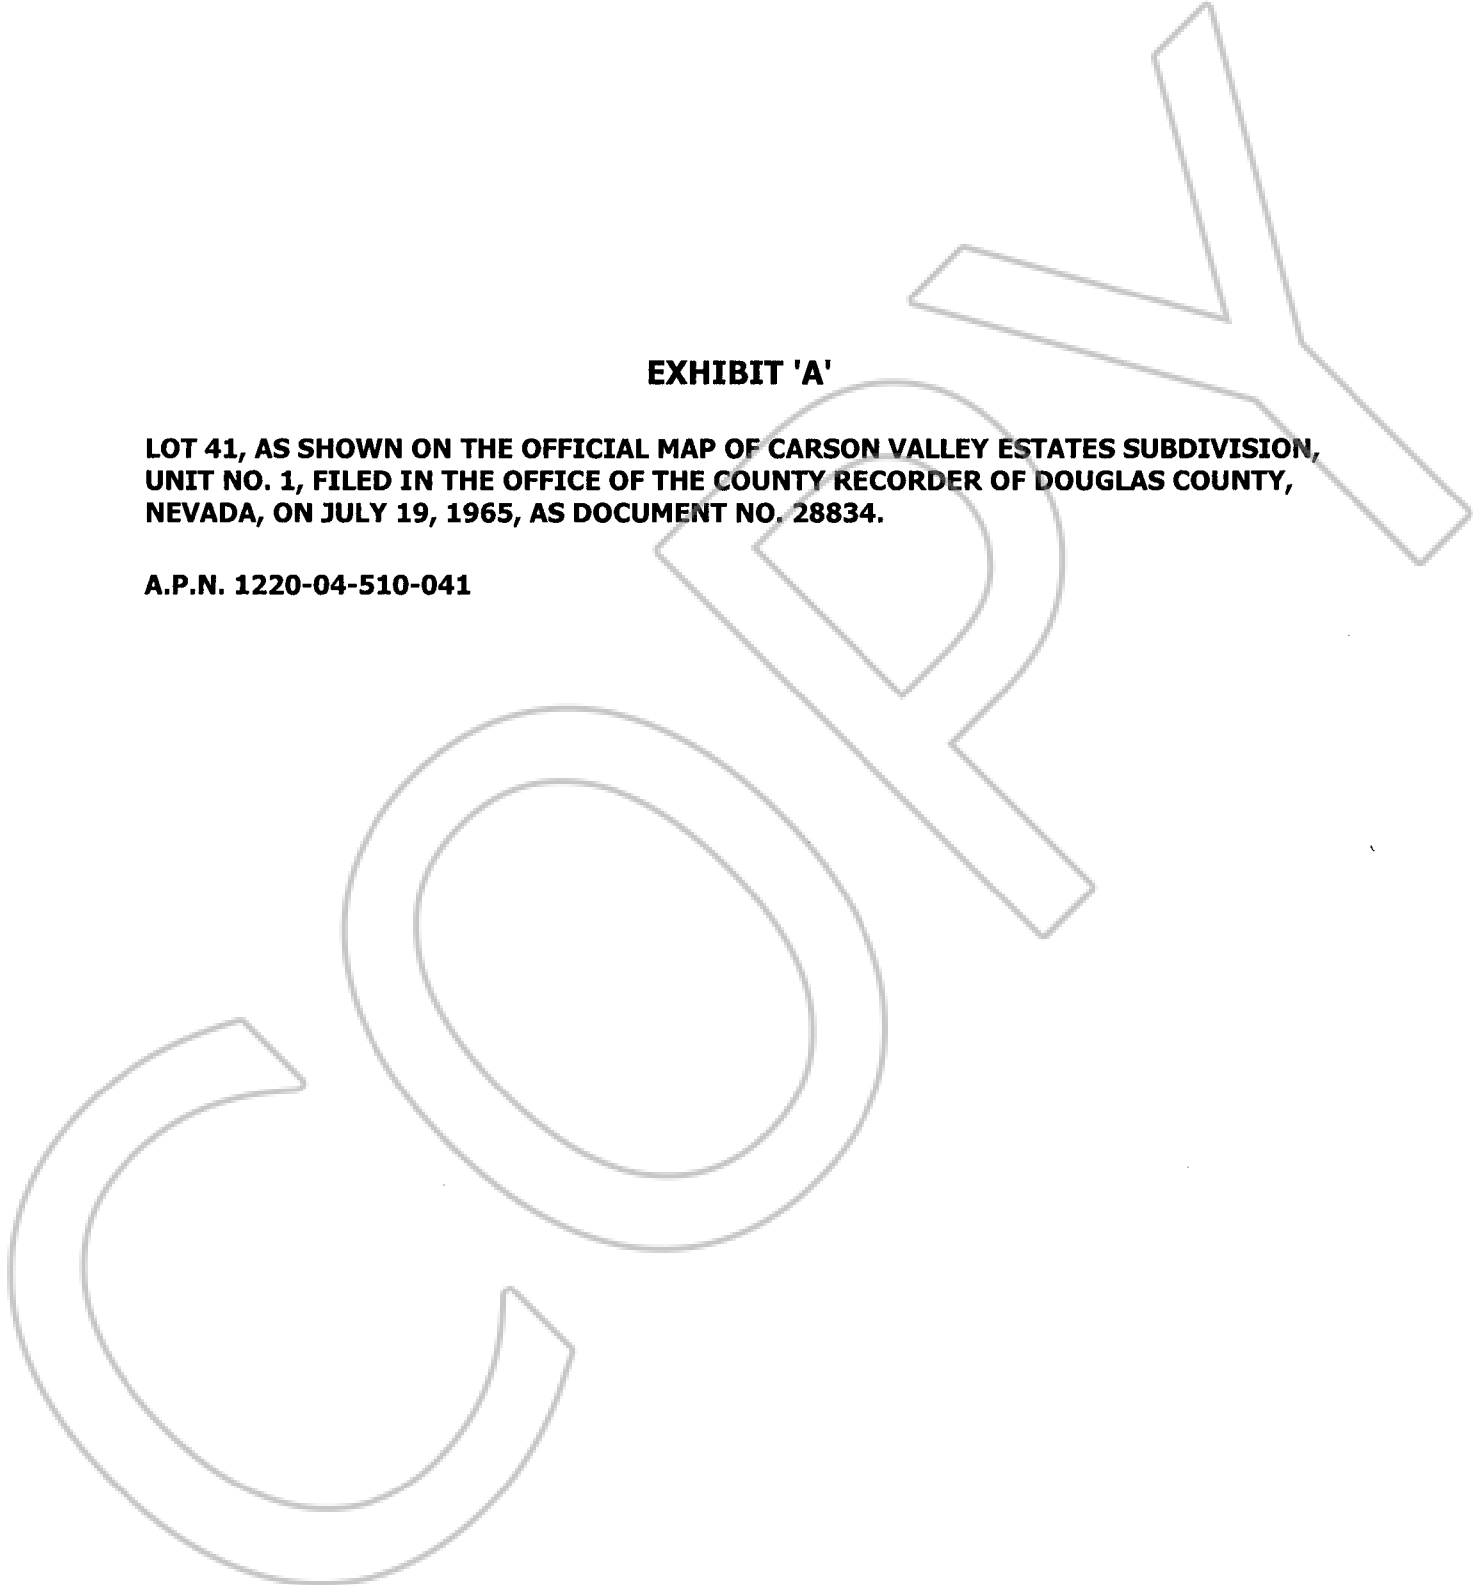 EXHIBIT 'A'
LOT 41, AS SHOWN ON THE OFFICIAL MAP OF CARSON VALLEY ESTATES SUBDIVISION,
UNIT NO. 1, FILED IN THE OFFICE OF THE COUNTY RECORDER OF DOUGLAS COUNTY,
NEVADA, ON JULY 19, 1965, AS DOCUMENT NO. 28834.
A.P.N. 1220-04-510-041
COPY